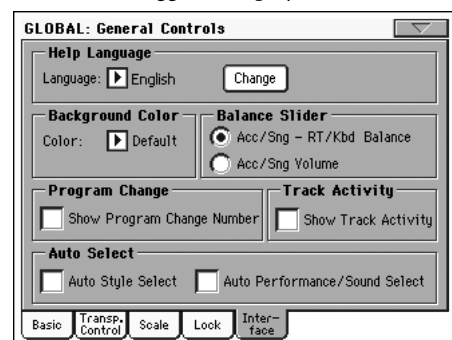 GLOBAL: General Controls
Help Language
Language: English
Change
Background Color
Color: Default
Balance Slider
Acc/Sng - RT/Kbd Balance
Acc/Sng Volume
Program Change
Show Program Change Number
Track Activity
Show Track Activity
Auto Select
Auto Style Select
Auto Performance/Sound Select
Basic
Transp.
Control
Scale
Lock
Inter-
face